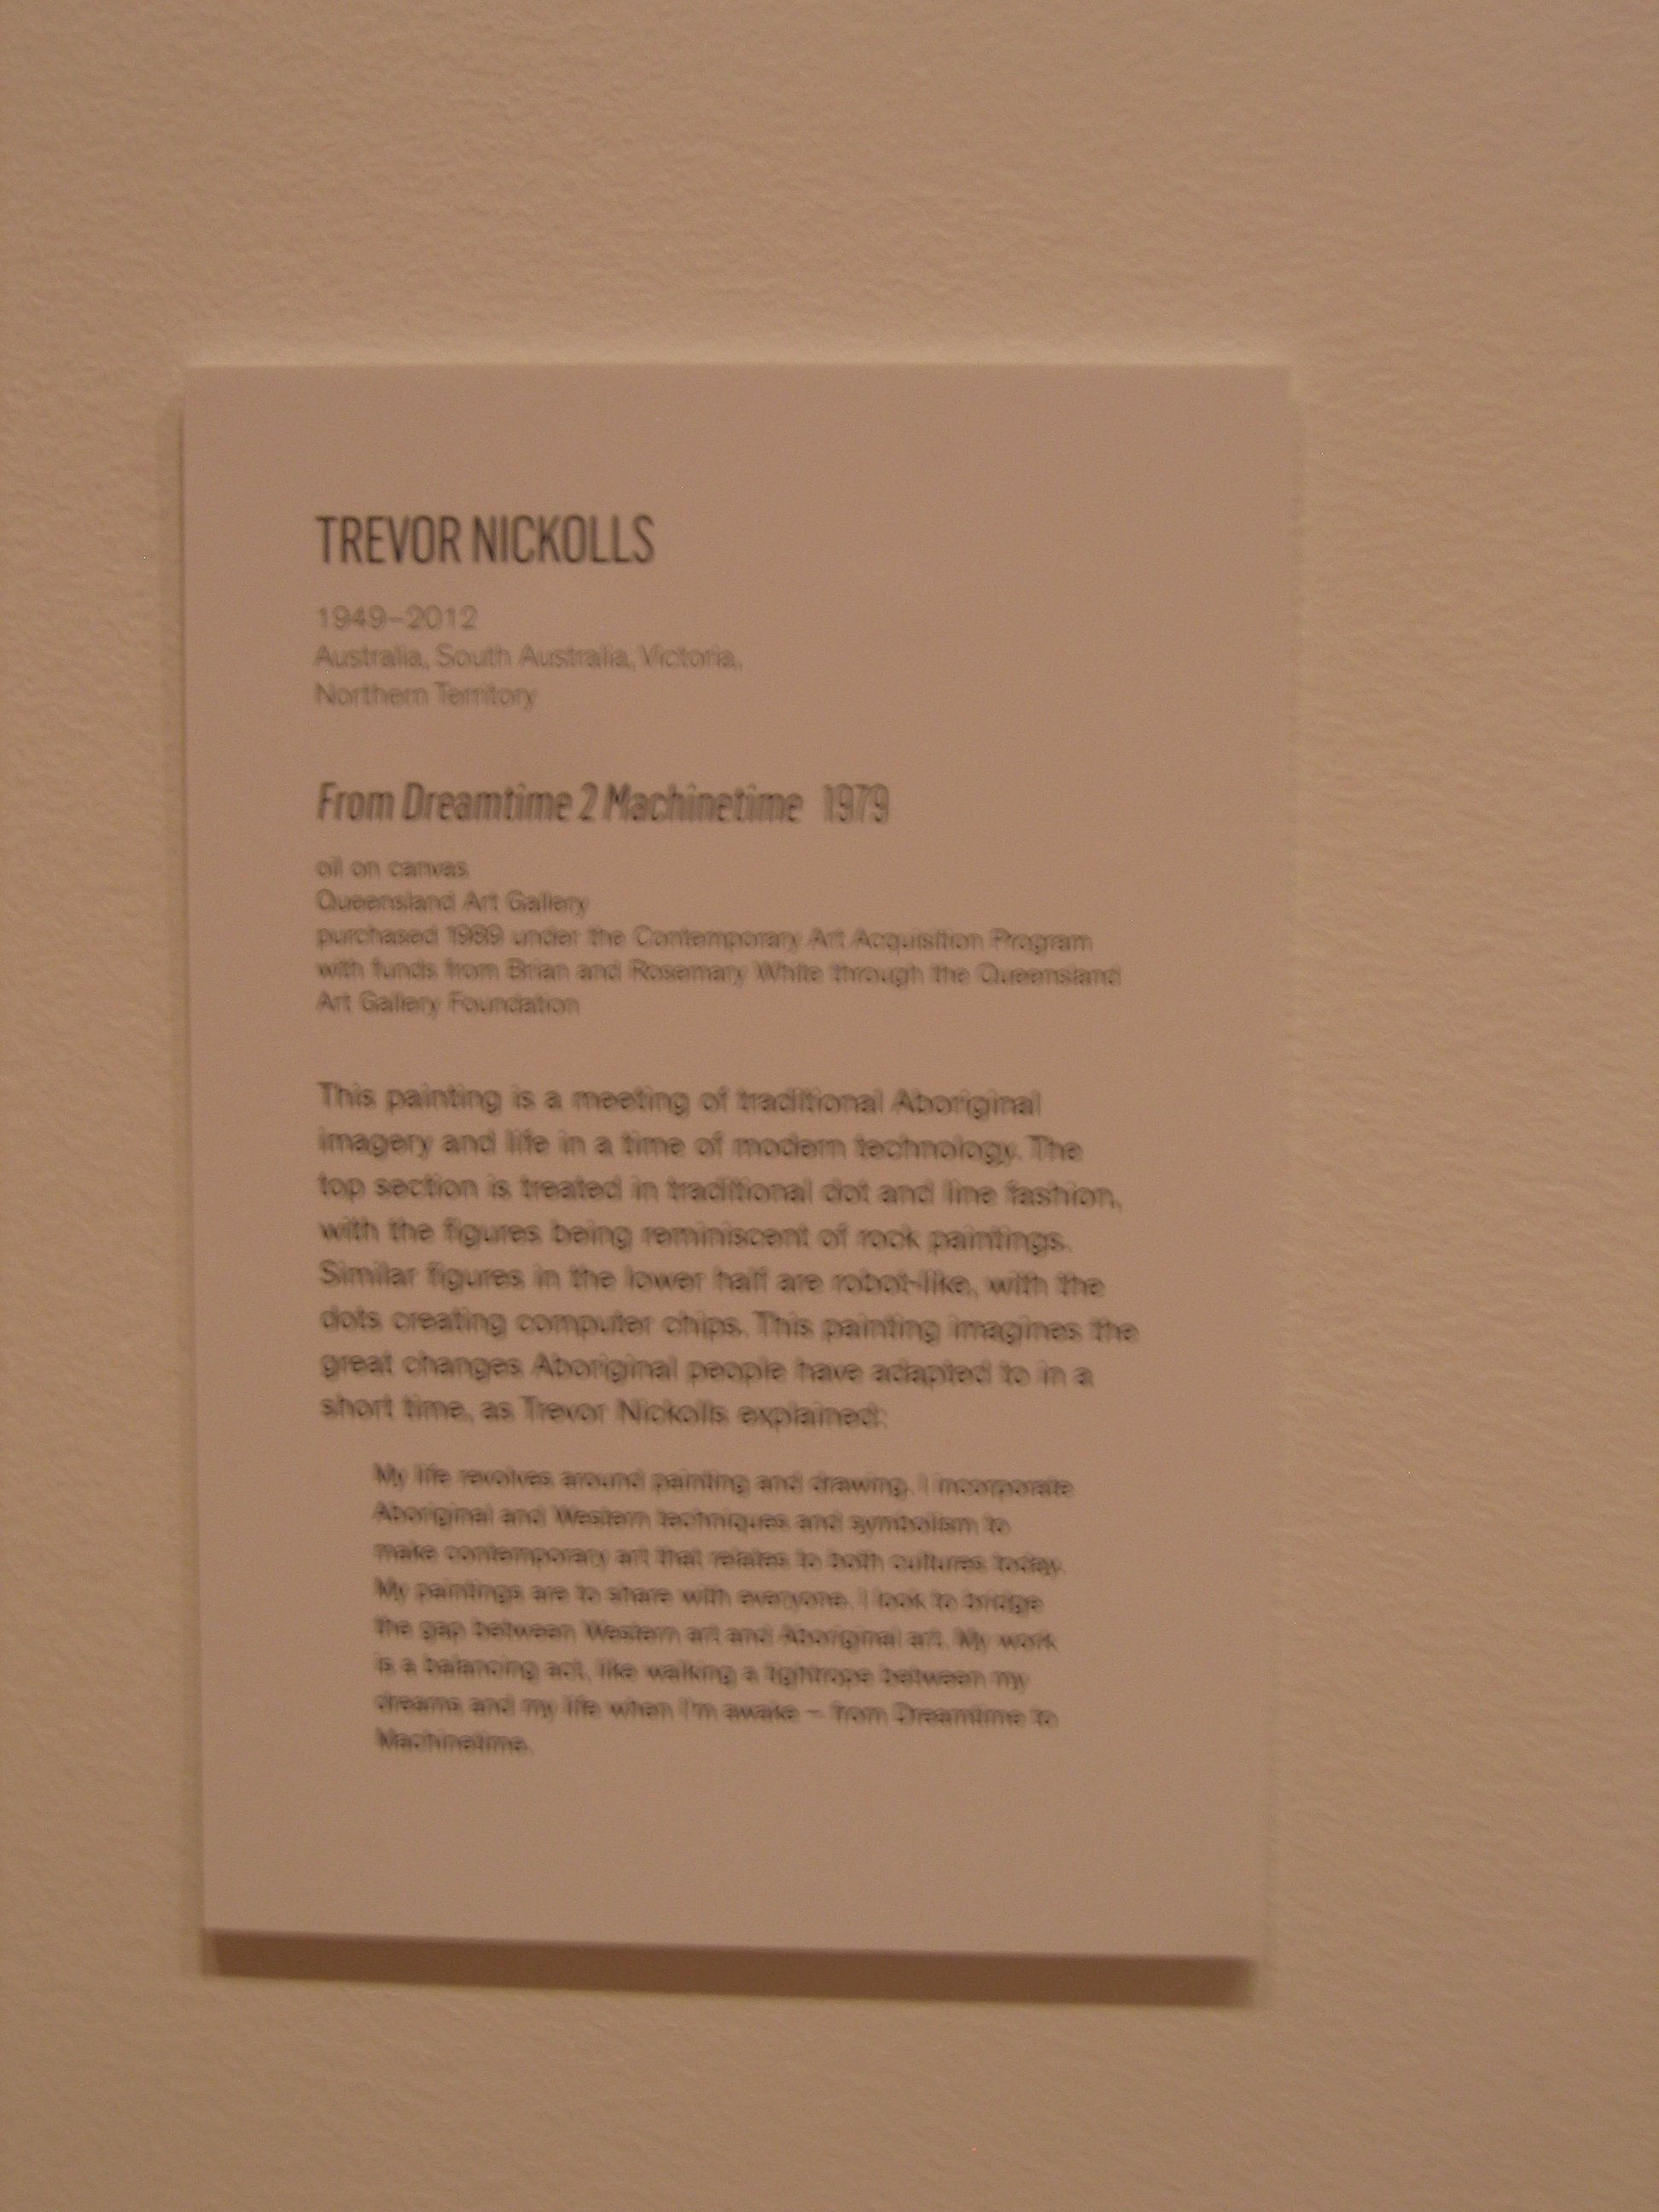 TREVOR NICKOLLS
1949–2012
Australia, South Australia, Victoria,
Northern Territory
From Dreamtime 2 Machinetime 1979
oil on canvas
Queensland Art Gallery
purchased 1989 under the Contemporary Art Acquisition Program
with funds from Brian and Rosemary White through the Queensland
Art Gallery Foundation
This painting is a meeting of traditional Aboriginal
imagery and life in a time of modern technology. The
top section is treated in traditional dot and line fashion,
with the figures being reminiscent of rock paintings.
Similar figures in the lower half are robot-like, with the
dots creating computer chips. This painting imagines the
great changes Aboriginal people have adapted to in a
short time, as Trevor Nickolls explained:
My life revolves around painting and drawing. I incorporate
Aboriginal and Western techniques and symbolism to
make contemporary art that relates to both cultures today.
My paintings are to share with everyone. I look to bridge
the gap between Western art and Aboriginal art. My work
is a balancing act, like walking a tightrope between my
dreams and my life when I'm awake – from Dreamtime to
Machinetime.